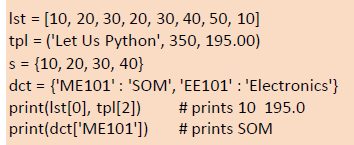 lst = [10, 20, 30, 20, 30, 40, 50, 10]
tpl = ('Let Us Python', 350, 195.00)
s = {10, 20, 30, 40}
dct = {'ME101' : 'SOM', 'EE101' : 'Electronics'}
print(lst[0], tpl[2]) # prints 10 195.0
print(dct['ME101']) # prints SOM